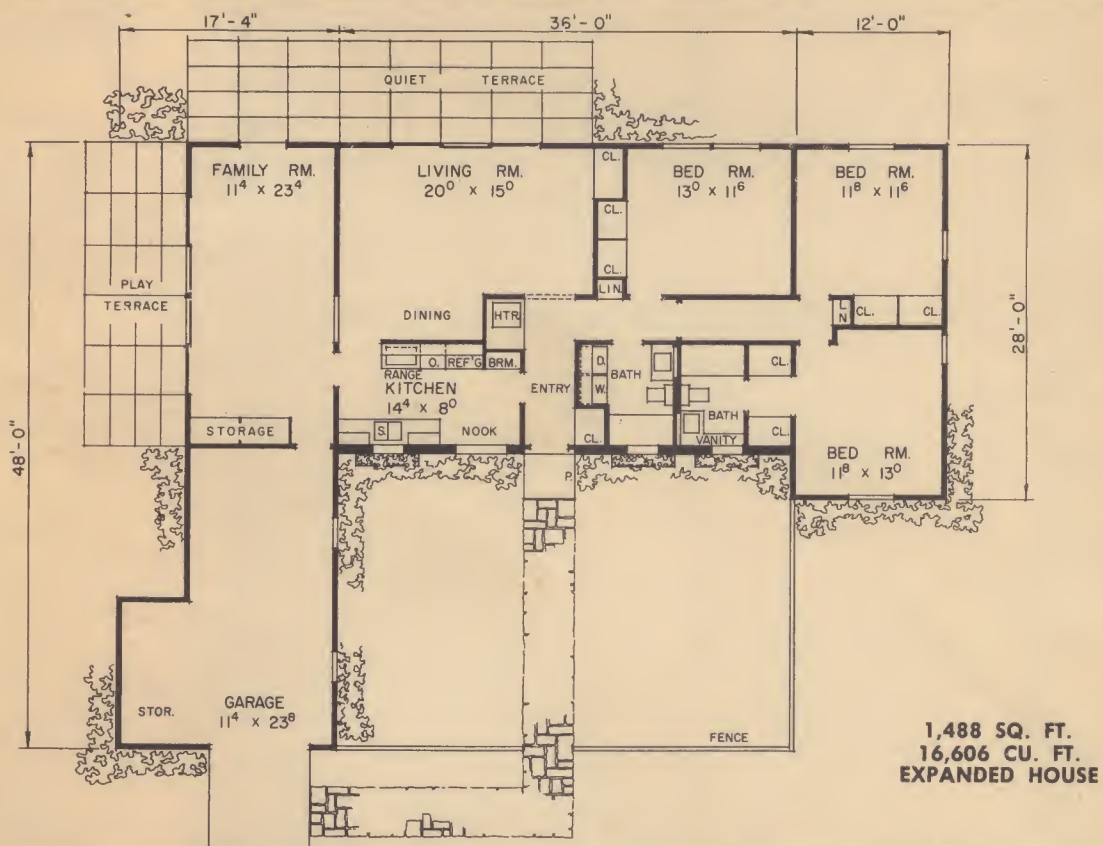 17'-4"
36'-0"
12'-0"
QUIET TERRACE
FAMILY RM.
11⁴ x 23⁴
LIVING RM.
20⁰ x 15⁰
CL.
BED RM.
13⁰ x 11⁶
BED RM.
11⁸ x 11⁶
CL.
CL.
LIN.
PLAY
TERRACE
28'-0"
48'-0"
DINING
HTR.
L
N
CL.
CL.
RANGE
O.
REF'G
BRM.
ENTRY
D.
BATH
CL.
KITCHEN
14⁴ x 8⁰
W.
STORAGE
S.
NOOK
CL.
BATH
VANITY
CL.
BED RM.
11⁸ x 13⁰
P.
STOR.
GARAGE
11⁴ x 23⁸
FENCE
1,488 SQ. FT.
16,606 CU. FT.
EXPANDED HOUSE